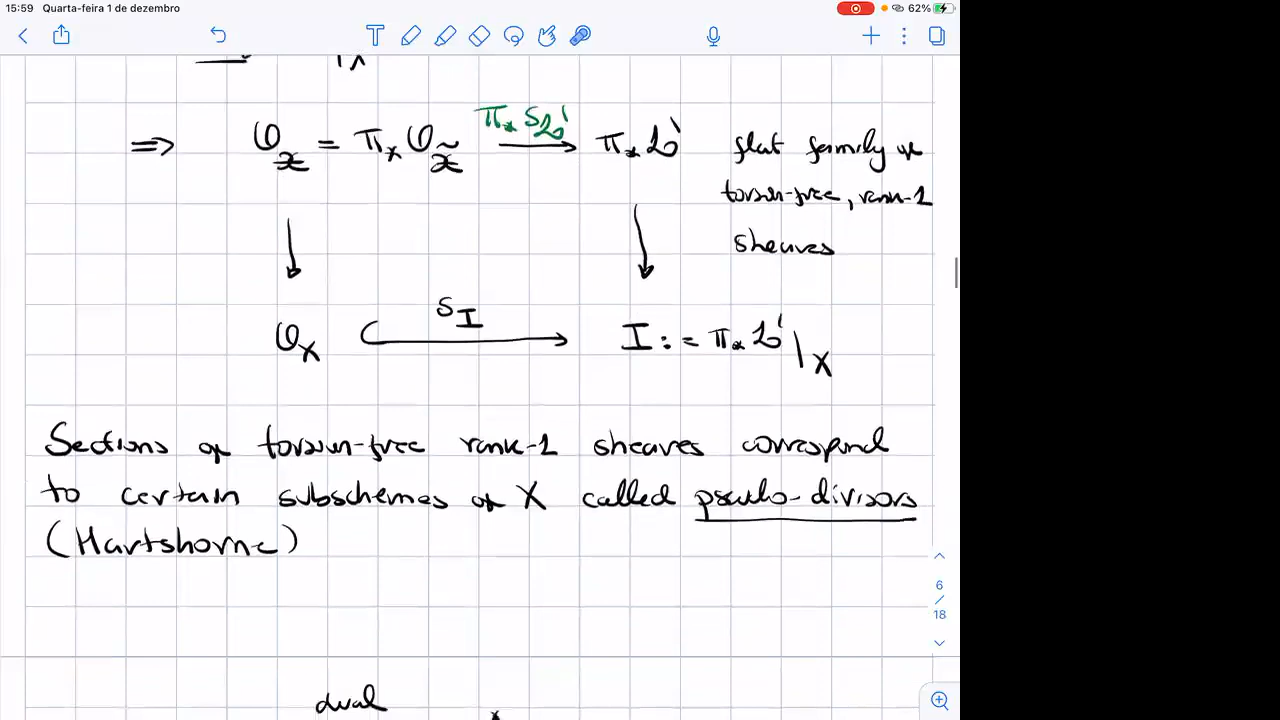 15:59 Quarta-feira 1 de dezembro 62%
⟹ O_𝔛 = π_* O_𝔛̃ → π_* L' flat family of
π_* s_L'
torsion-free, rank-1
sheaves
s_I
O_X ↪ I := π_* L'|_X
Sections of torsion-free rank-1 sheaves correspond
to certain subschemes of X called pseudo-divisors
(Hartshorne)
6
/
18
dual